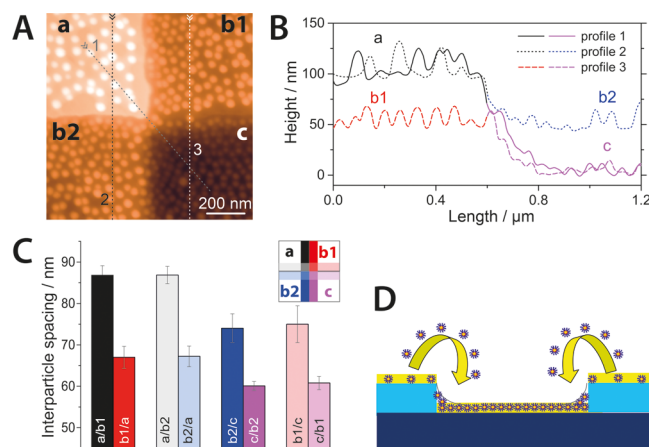 A
a
b1
1
b2
c
3
2
200 nm
B
Height / nm
150
100
50
0
a
b1
b2
c
profile 1
profile 2
profile 3
0.0
0.4
0.8
1.2
Length / µm
C
Interparticle spacing / nm
90
80
70
60
50
a/b1
b1/a
a/b2
b2/a
b2/c
c/b2
b1/c
c/b1
a
b1
b2
c
D